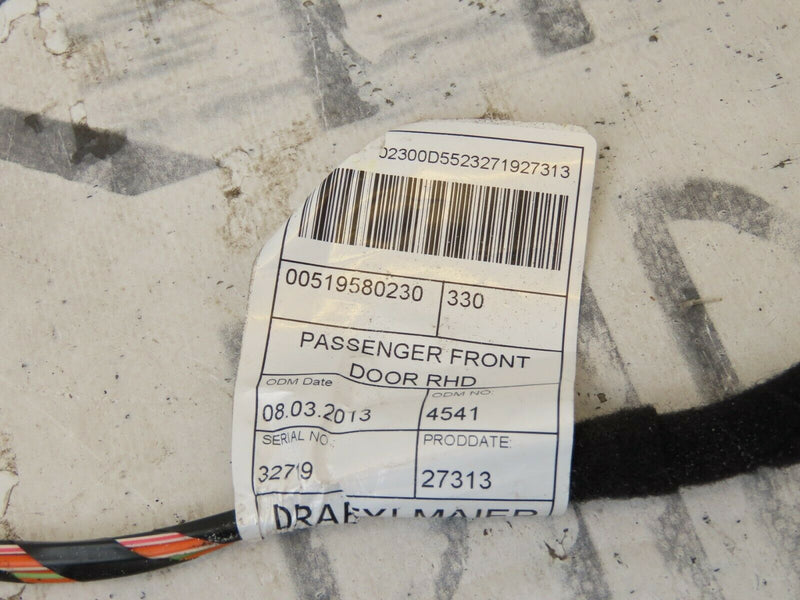 02300D5523271927313
00519580230 330
PASSENGER FRONT
DOOR RHD
ODM Date ODM NO:
08.03.2013 4541
SERIAL NO.: PRODDATE:
32719 27313
DRAEXLMAIER